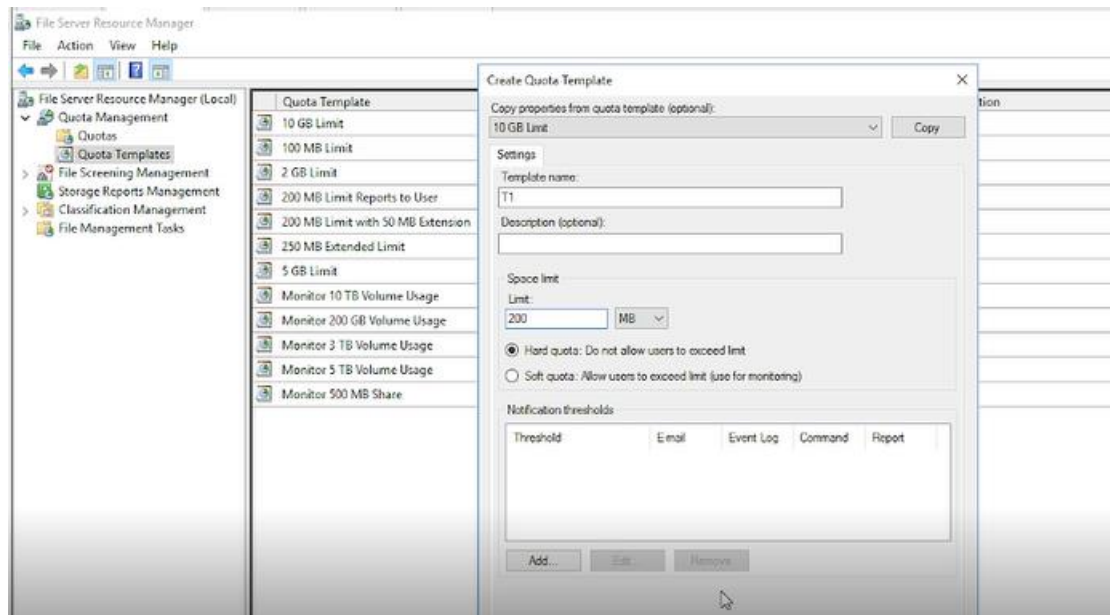 File Server Resource Manager
File Action View Help
File Server Resource Manager (Local)
Quota Management
Quotas
Quota Templates
File Screening Management
Storage Reports Management
Classification Management
File Management Tasks
Quota Template
10 GB Limit
100 MB Limit
2 GB Limit
200 MB Limit Reports to User
200 MB Limit with 50 MB Extension
250 MB Extended Limit
5 GB Limit
Monitor 10 TB Volume Usage
Monitor 200 GB Volume Usage
Monitor 3 TB Volume Usage
Monitor 5 TB Volume Usage
Monitor 500 MB Share
Create Quota Template
Copy properties from quota template (optional):
10 GB Limit Copy
Settings
Template name:
T1
Description (optional):
Space limit
Limit:
200 MB
Hard quota: Do not allow users to exceed limit
Soft quota: Allow users to exceed limit (use for monitoring)
Notification thresholds
Threshold Email Event Log Command Report
Add... Edit... Remove
tion